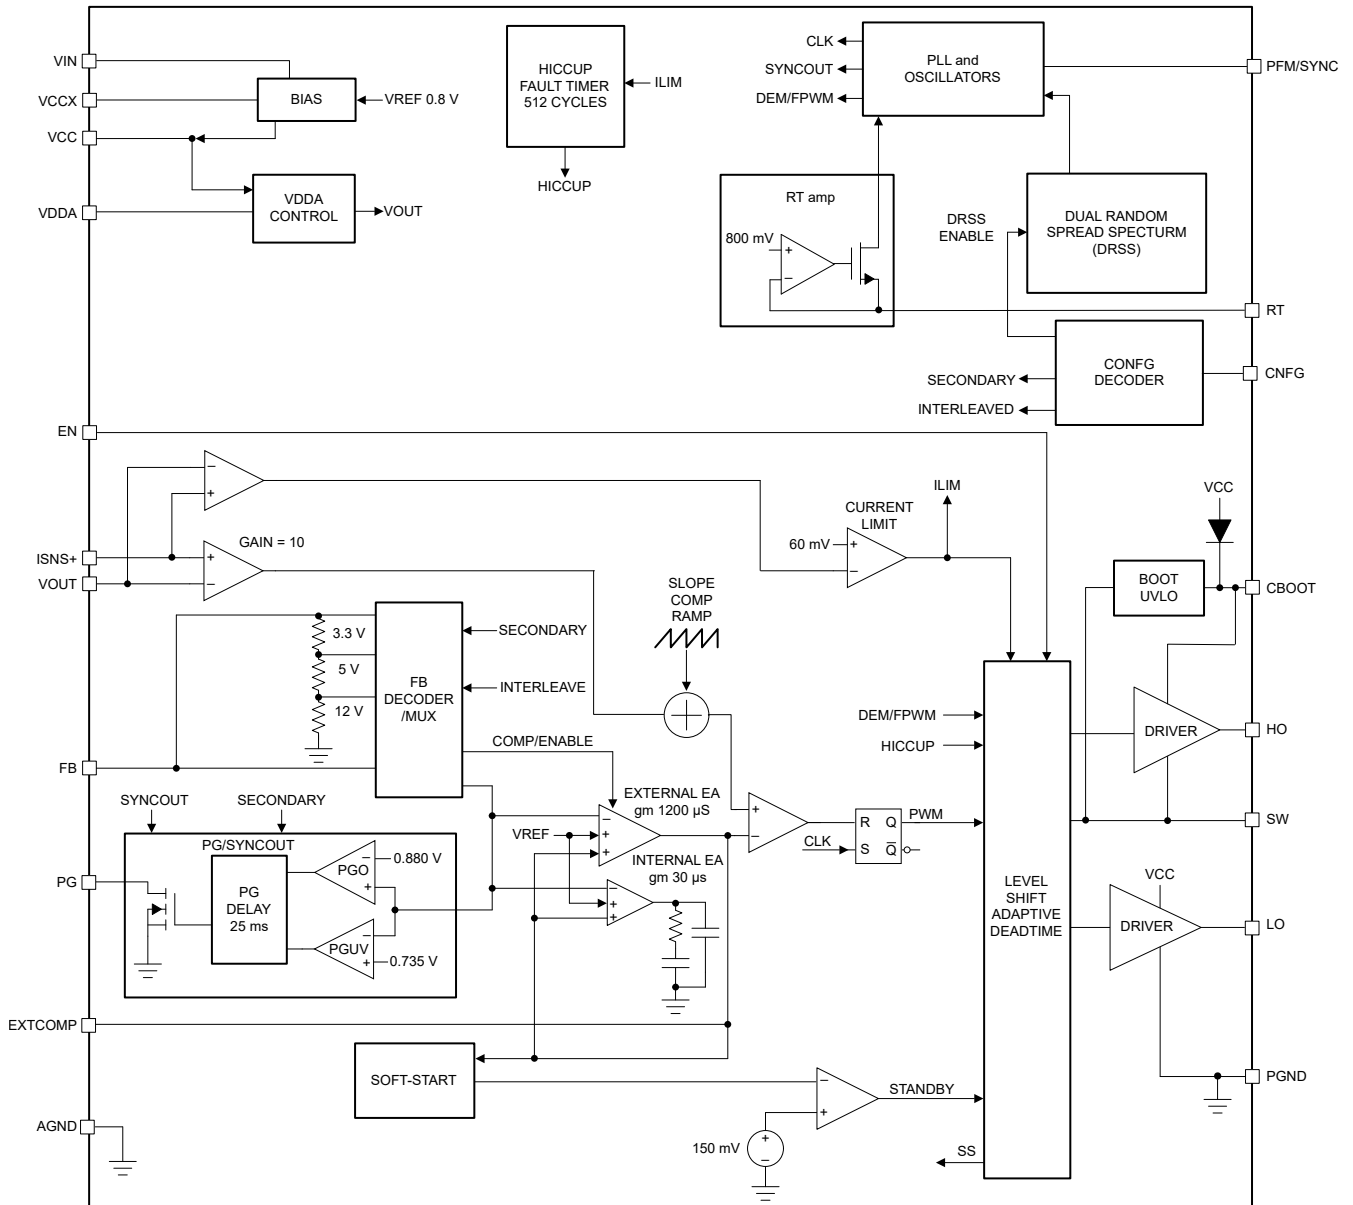 VIN
VCCX
VCC
VDDA
BIAS
VREF 0.8 V
VDDA
CONTROL
VOUT
HICCUP
FAULT TIMER
512 CYCLES
ILIM
HICCUP
CLK
SYNCOUT
DEM/FPWM
PLL and
OSCILLATORS
PFM/SYNC
RT amp
800 mV
+
−
DRSS
ENABLE
DUAL RANDOM
SPREAD SPECTURM
(DRSS)
RT
CONFG
DECODER
CNFG
SECONDARY
INTERLEAVED
EN
−
+
ISNS+
VOUT
+
−
GAIN = 10
CURRENT
LIMIT
60 mV
+
−
ILIM
VCC
BOOT
UVLO
CBOOT
3.3 V
5 V
12 V
FB
DECODER
/MUX
SECONDARY
INTERLEAVE
COMP/ENABLE
SLOPE
COMP
RAMP
DEM/FPWM
HICCUP
DRIVER
HO
FB
SYNCOUT
SECONDARY
PG/SYNCOUT
PG
PG
DELAY
25 ms
PGO
−
+
0.880 V
PGUV
−
+
0.735 V
EXTERNAL EA
gm 1200 µS
VREF
−
+
+
INTERNAL EA
gm 30 µs
−
+
+
+
−
R
Q
S
Q
CLK
PWM
SW
LEVEL
SHIFT
ADAPTIVE
DEADTIME
VCC
DRIVER
LO
EXTCOMP
SOFT-START
−
+
STANDBY
150 mV
+
−
SS
PGND
AGND